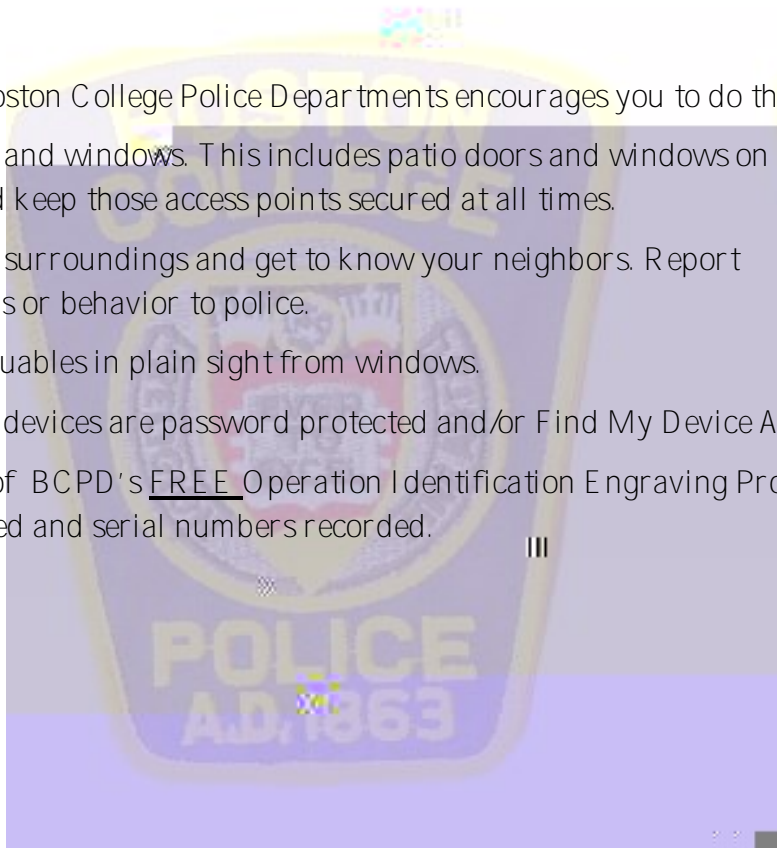 oston College Police Departments encourages you to do th
and windows. This includes patio doors and windows on
keep those access points secured at all times.
surroundings and get to know your neighbors. Report
s or behavior to police.
uables in plain sight from windows.
devices are password protected and/or Find My Device A
of BCPD's FREE Operation Identification Engraving Pro
ed and serial numbers recorded.
BOSTON
COLLEGE
POLICE
A.D. 1863